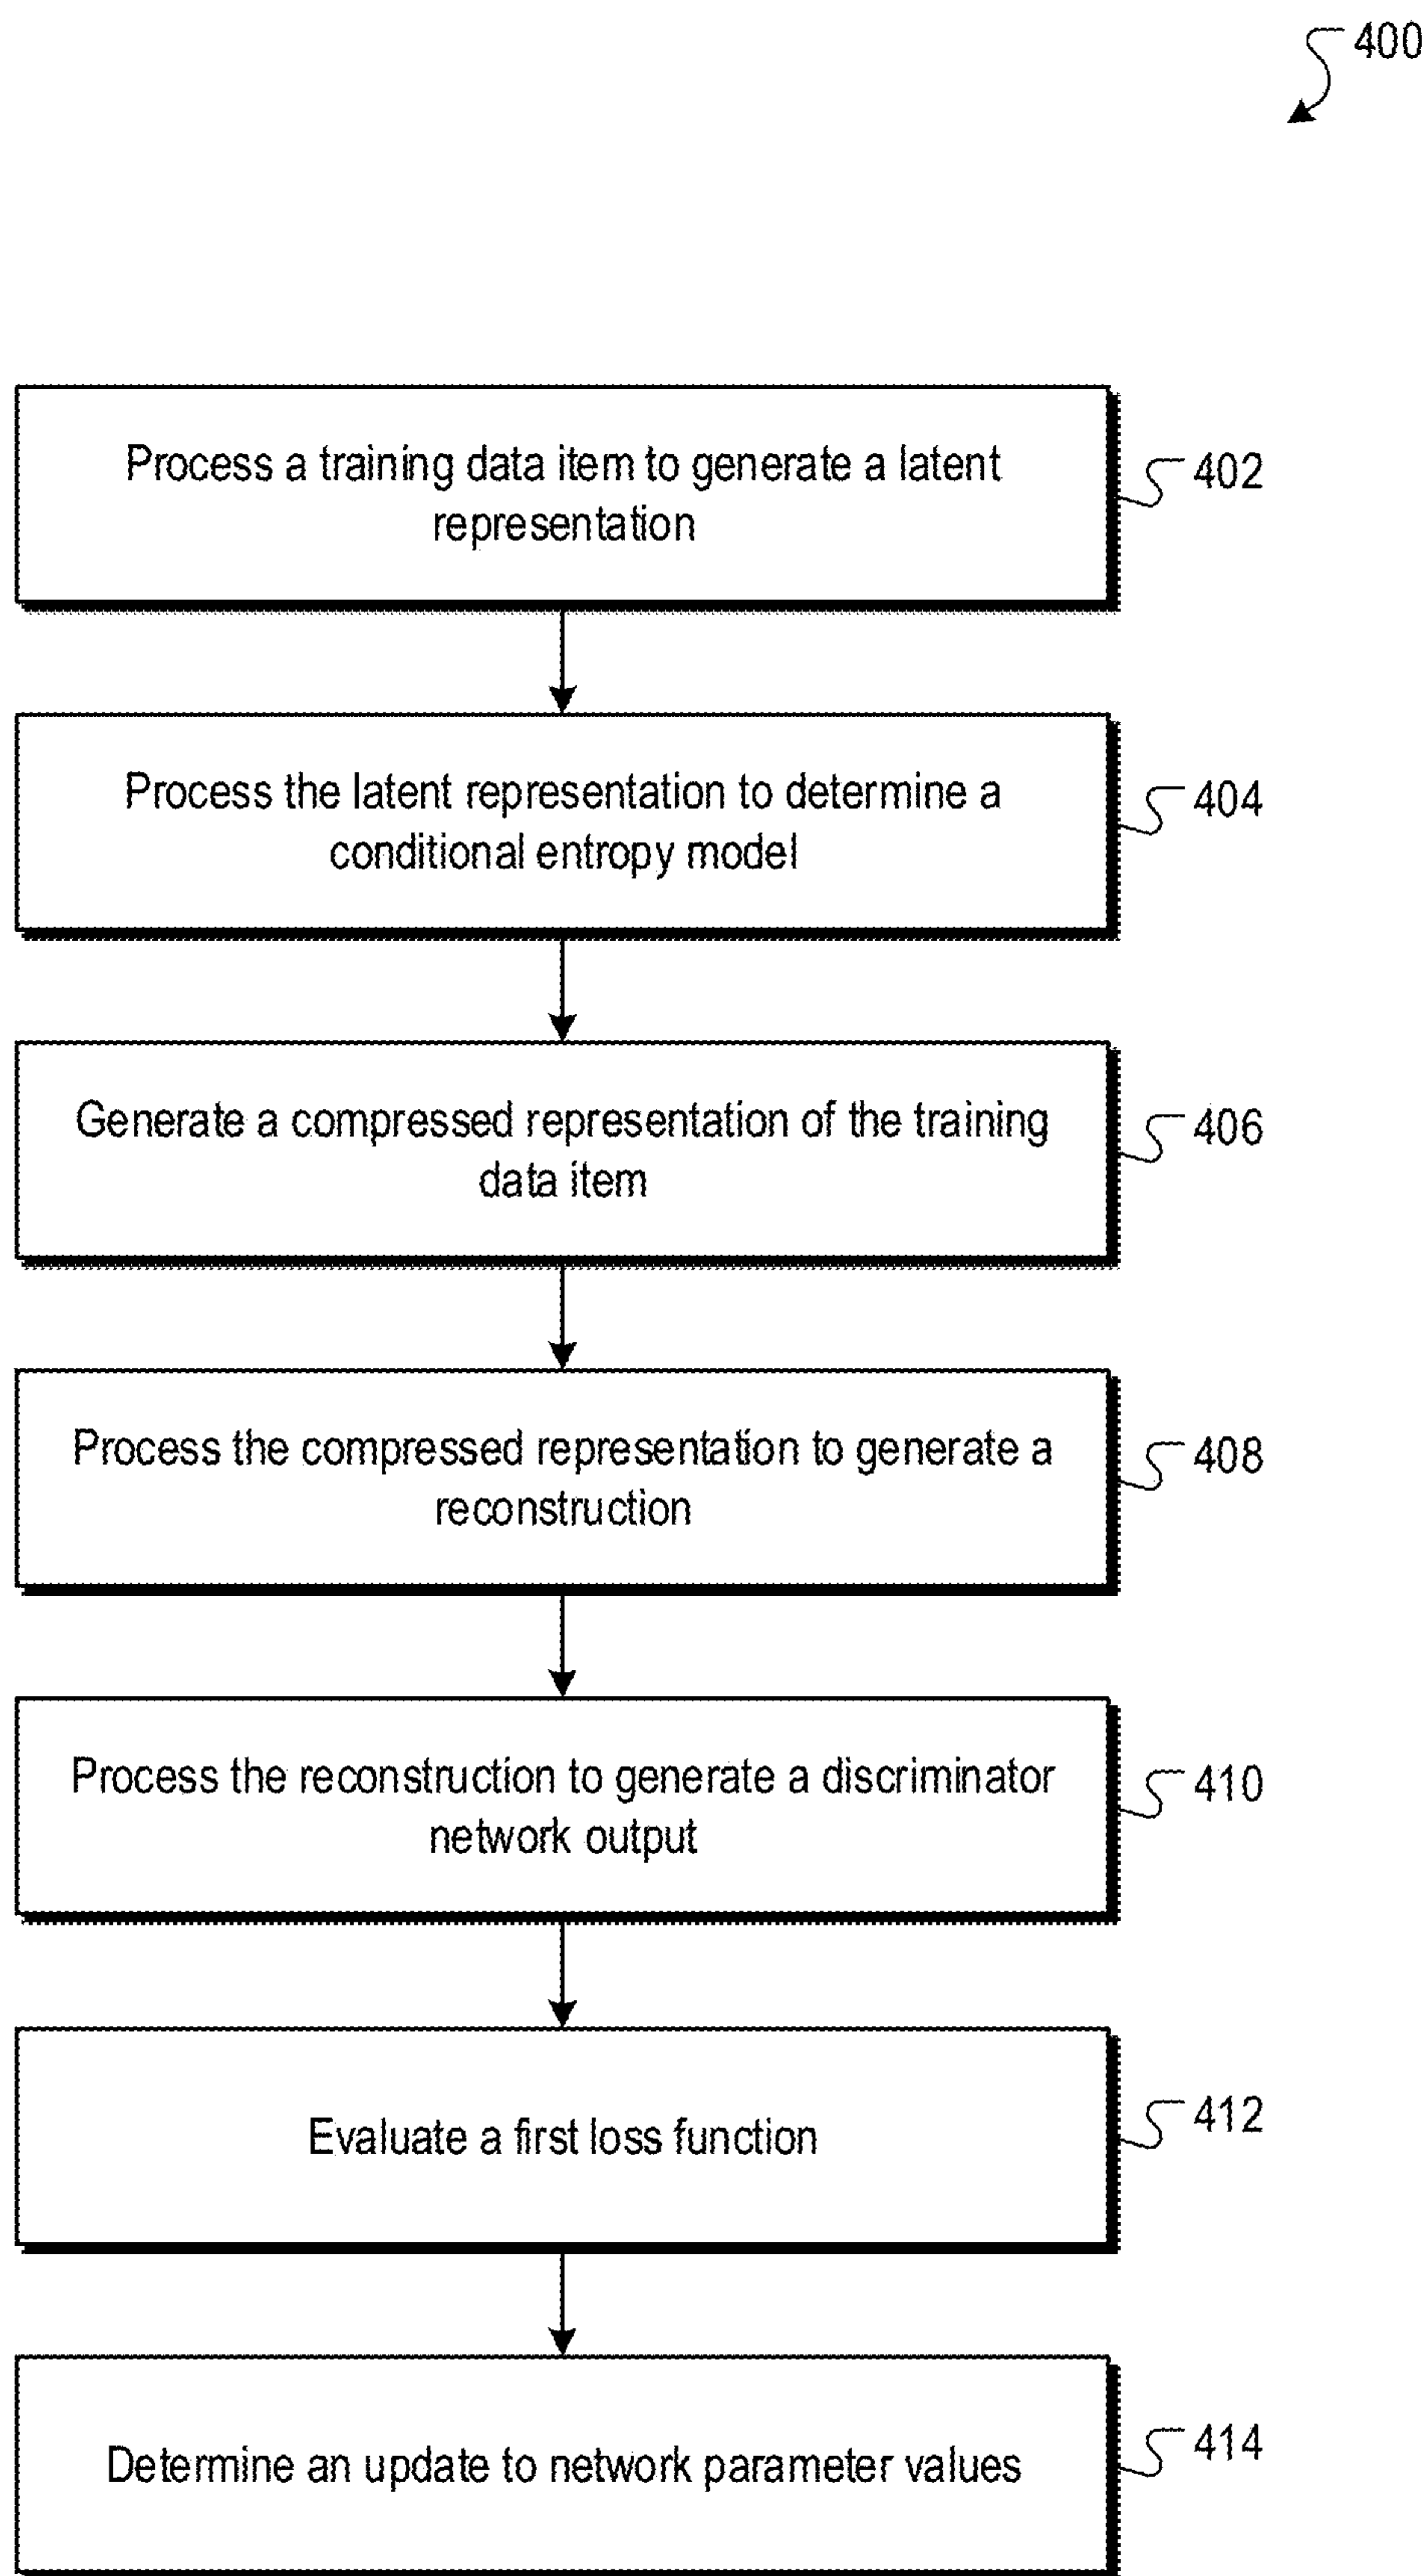 400
Process a training data item to generate a latent
representation
402
Process the latent representation to determine a
conditional entropy model
404
Generate a compressed representation of the training
data item
406
Process the compressed representation to generate a
reconstruction
408
Process the reconstruction to generate a discriminator
network output
410
Evaluate a first loss function
412
Determine an update to network parameter values
414